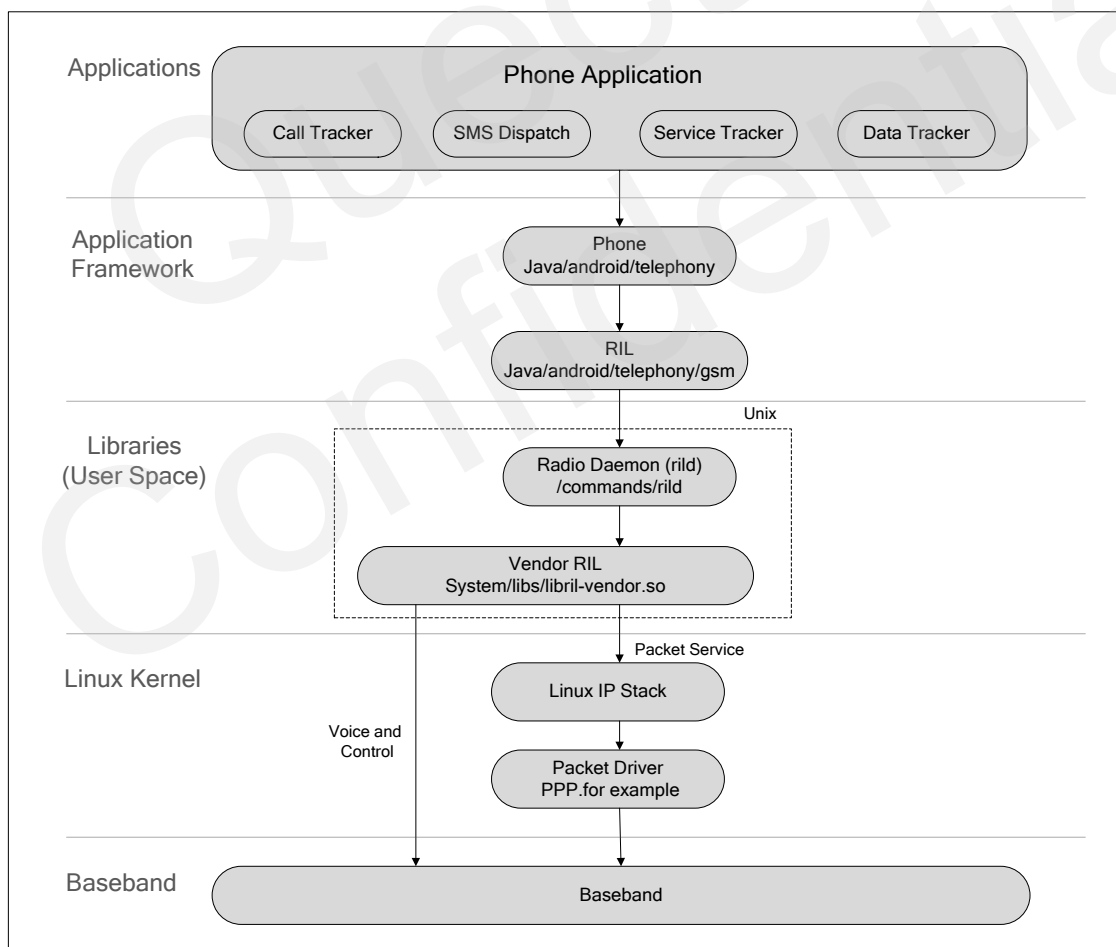 Applications
Phone Application
Call Tracker
SMS Dispatch
Service Tracker
Data Tracker
Application
Framework
Phone
Java/android/telephony
RIL
Java/android/telephony/gsm
Libraries
(User Space)
Unix
Radio Daemon (rild)
/commands/rild
Vendor RIL
System/libs/libril-vendor.so
Linux Kernel
Packet Service
Linux IP Stack
Voice and
Control
Packet Driver
PPP.for example
Baseband
Baseband